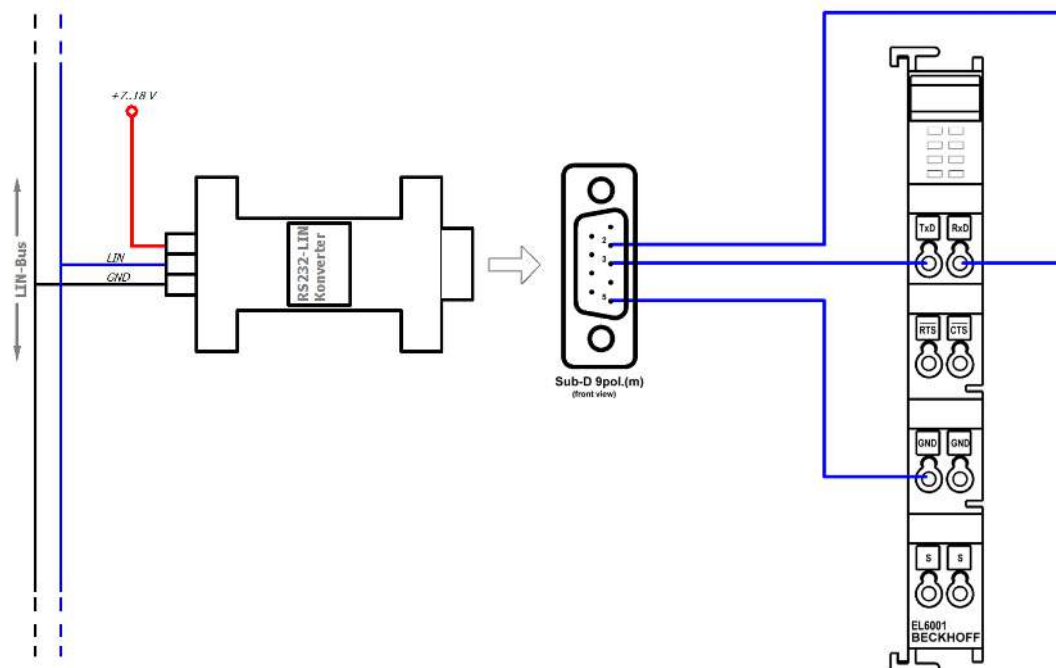 +7..18 V
LIN-Bus
LIN
GND
RS232-LIN
Konverter
2
3
5
Sub-D 9pol.(m)
(front view)
TxD RxD
RTS CTS
GND GND
S S
EL6001
BECKHOFF